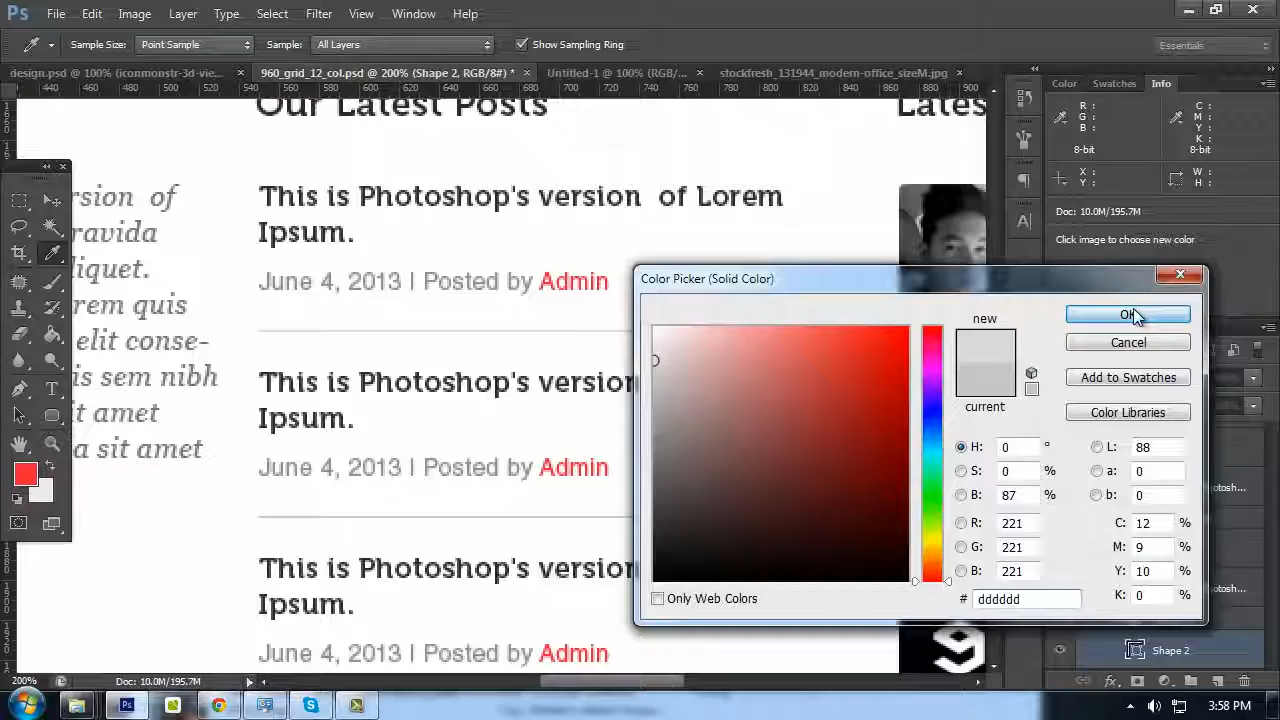 Ps File Edit Image Layer Type Select Filter View Window Help
Sample Size: Point Sample Sample: All Layers Show Sampling Ring Essentials
design.psd @ 100% (iconmonstr-3d-vie... × 960_grid_12_col.psd @ 200% (Shape 2, RGB/8#) * × Untitled-1 @ 100% (RGB/... × stockfresh_131944_modern-office_sizeM.jpg ×
Color Swatches Info
440 460 480 500 520 540 560 580 600 620 640 660 680 700 720 740 760 780 800 820 840 860 880 900
R: C:
G: M:
B: Y:
K:
8-bit 8-bit
X: W:
Y: H:
Doc: 10.0M/195.7M
Click image to choose new color
Our Latest Posts Lates
rsion of
ravida
liquet.
rem quis
elit conse-
is sem nibh
it amet
a sit amet
This is Photoshop's version of Lorem
Ipsum.
June 4, 2013 | Posted by Admin
This is Photoshop's version
Ipsum.
June 4, 2013 | Posted by Admin
This is Photoshop's version
Ipsum.
June 4, 2013 | Posted by Admin
Color Picker (Solid Color)
new
current
OK
Cancel
Add to Swatches
Color Libraries
H: 0 ° L: 88
S: 0 % a: 0
B: 87 % b: 0
R: 221 C: 12 %
G: 221 M: 9 %
B: 221 Y: 10 %
K: 0 %
Only Web Colors # dddddd
otosh...
otosh...
Shape 2
200% Doc: 10.0M/195.7M
3:58 PM